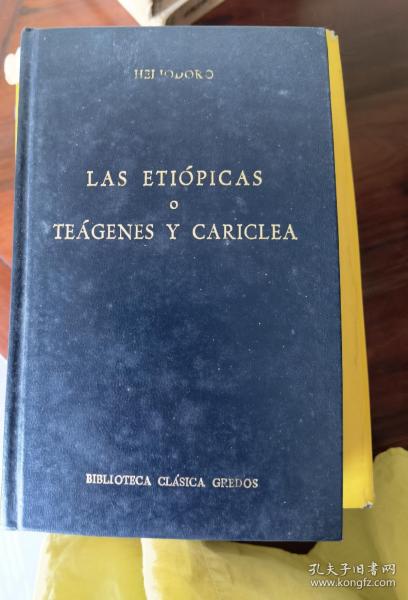 HELIODORO
LAS ETIÓPICAS
o
TEÁGENES Y CARICLEA
BIBLIOTECA CLÁSICA GREDOS
孔夫子旧书网
www.kongfz.com